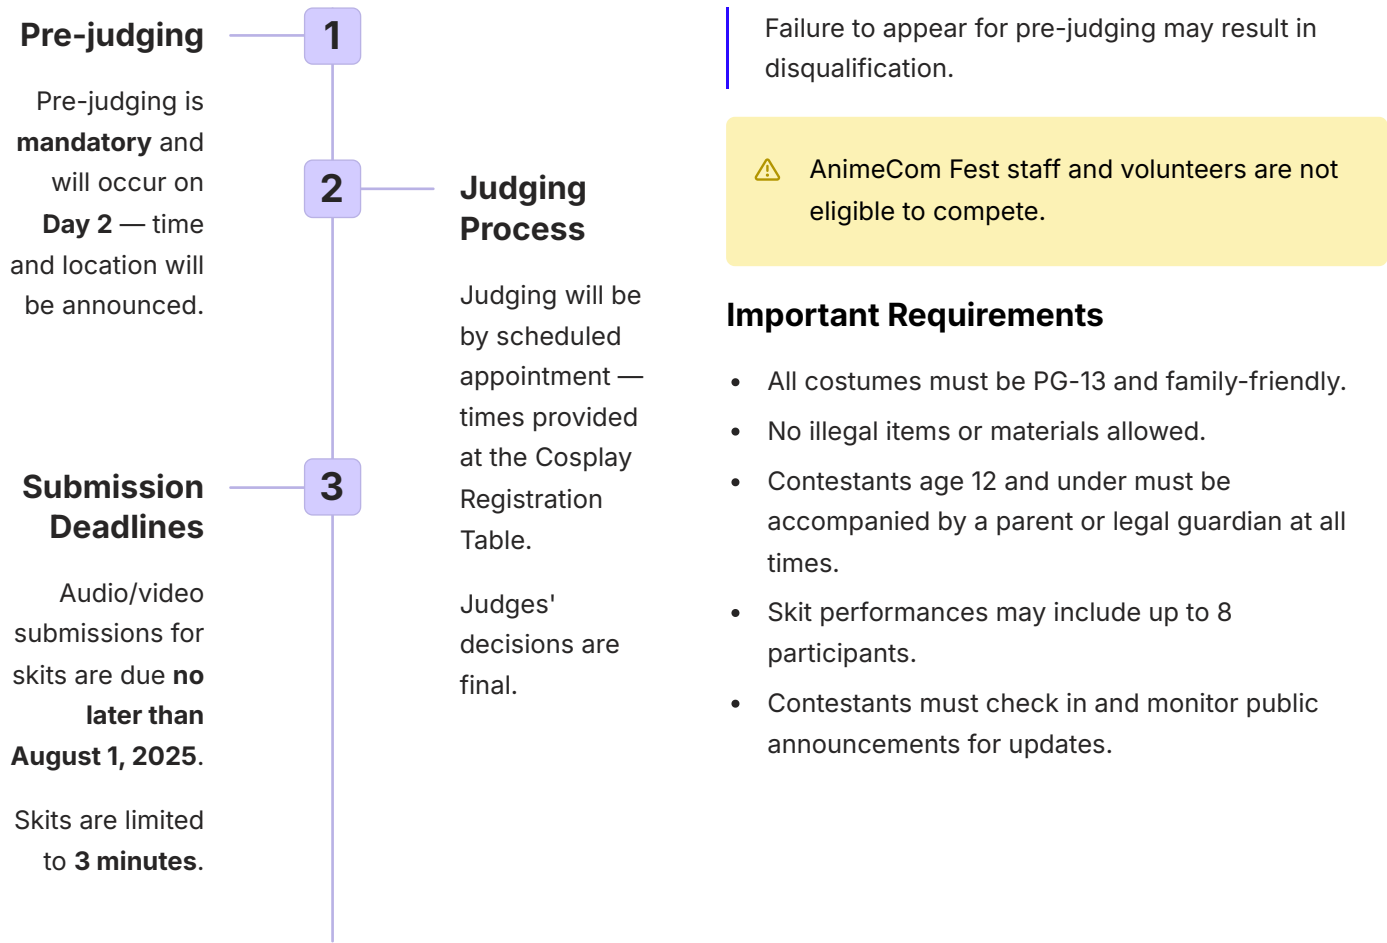 Pre-judging
1
Pre-judging is
mandatory and
will occur on
Day 2 — time
and location will
be announced.
2
Judging
Process
Judging will be
by scheduled
appointment —
times provided
at the Cosplay
Registration
Table.
Judges'
decisions are
final.
3
Submission
Deadlines
Audio/video
submissions for
skits are due no
later than
August 1, 2025.
Skits are limited
to 3 minutes.
Failure to appear for pre-judging may result in
disqualification.
AnimeCom Fest staff and volunteers are not
eligible to compete.
Important Requirements
• All costumes must be PG-13 and family-friendly.
• No illegal items or materials allowed.
• Contestants age 12 and under must be
accompanied by a parent or legal guardian at all
times.
• Skit performances may include up to 8
participants.
• Contestants must check in and monitor public
announcements for updates.